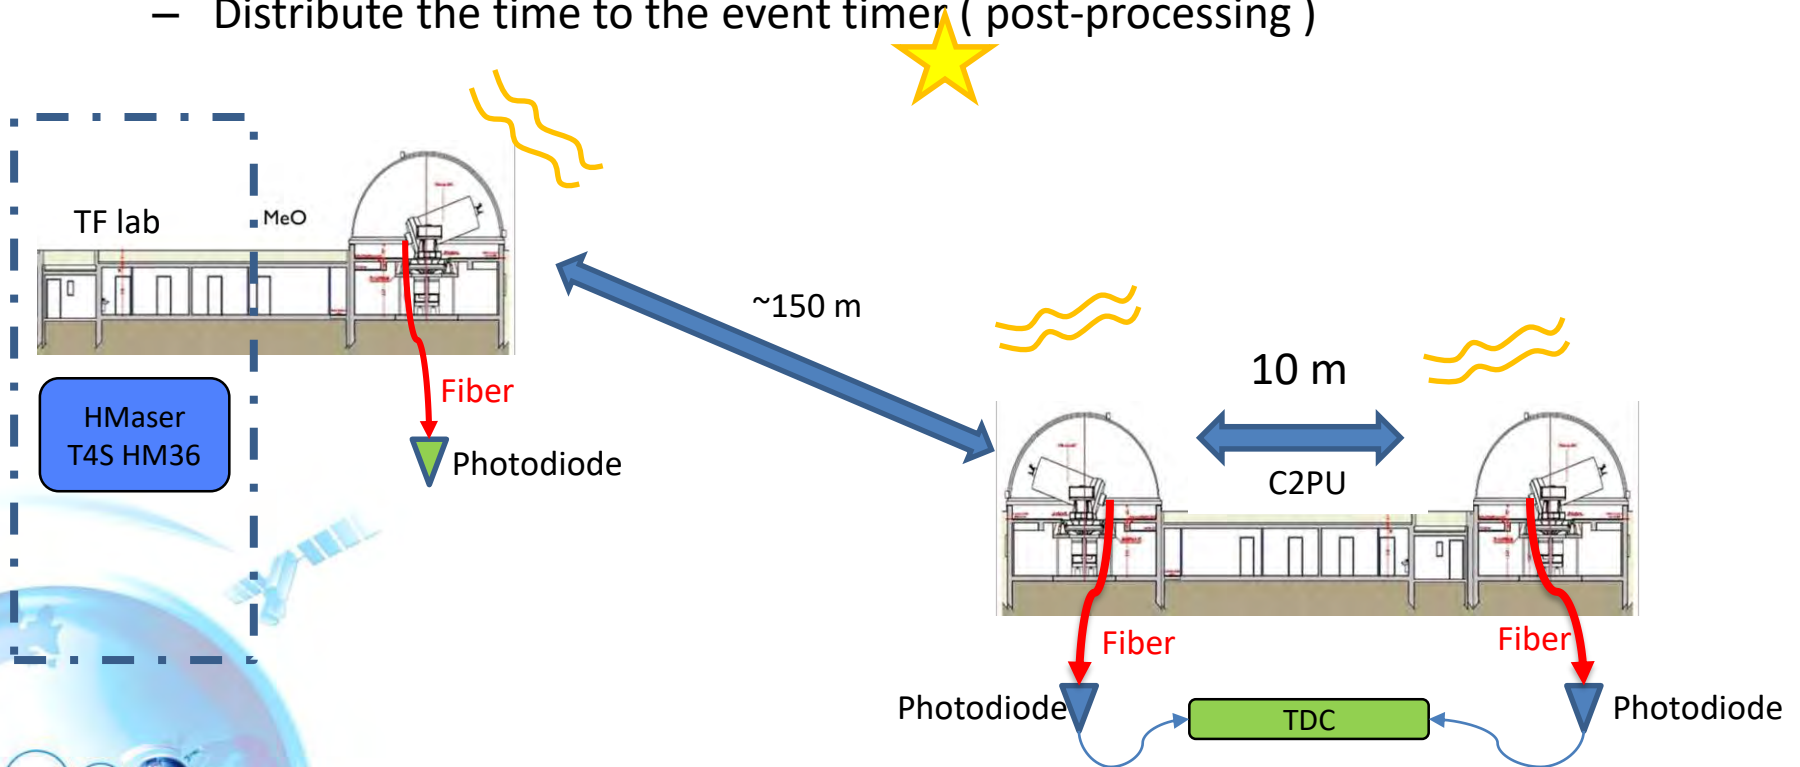 – Distribute the time to the event timer ( post-processing )
TF lab
MeO
~150 m
10 m
HMaser
T4S HM36
Fiber
Photodiode
C2PU
Fiber
Fiber
Photodiode
TDC
Photodiode